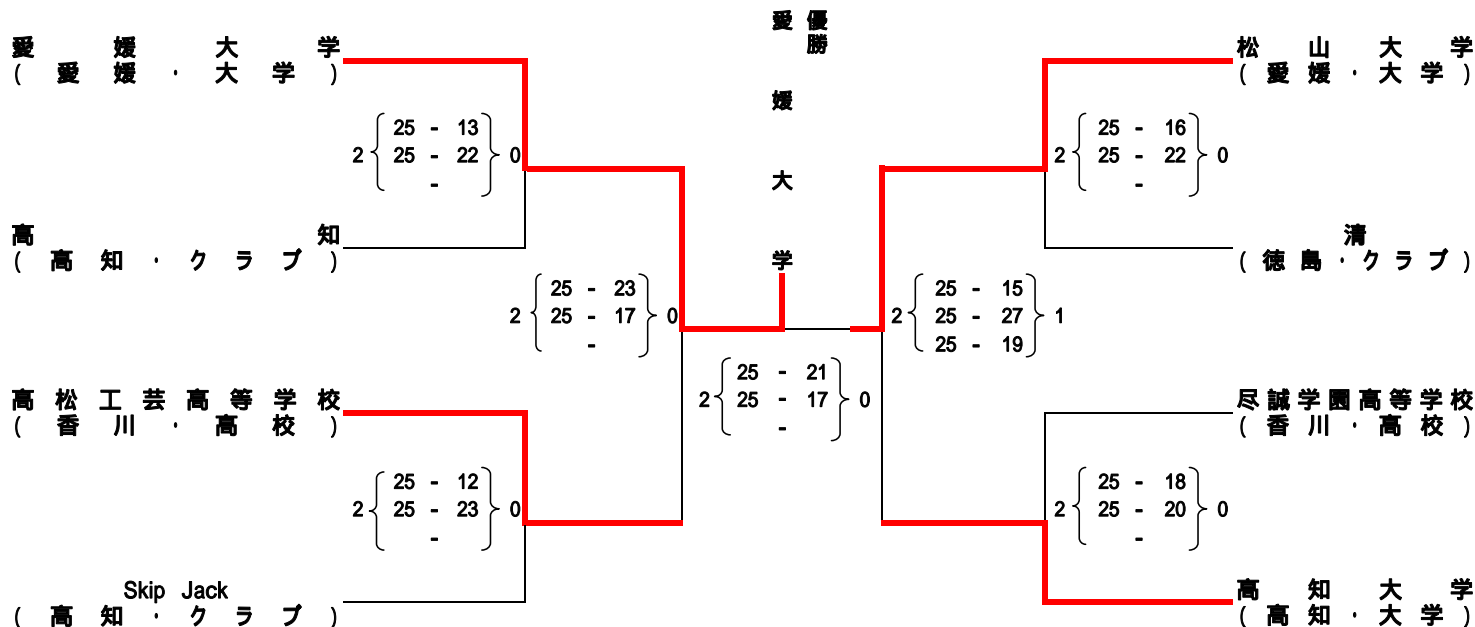 優勝
愛媛大学
愛媛大学
(愛媛・大学)
2 25 - 13 0
25 - 22
-
高知
(高知・クラブ)
2 25 - 23 0
25 - 17
-
高松工芸高等学校
(香川・高校)
2 25 - 12 0
25 - 23
-
Skip Jack
(高知・クラブ)
2 25 - 21 0
25 - 17
-
松山大学
(愛媛・大学)
2 25 - 16 0
25 - 22
-
清
(徳島・クラブ)
2 25 - 15 1
25 - 27
25 - 19
尽誠学園高等学校
(香川・高校)
2 25 - 18 0
25 - 20
-
高知大学
(高知・大学)